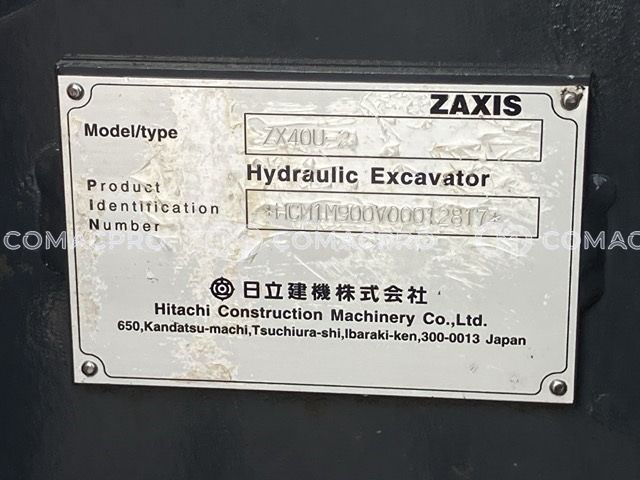 ZAXIS
Model/type ZX40U-2
Hydraulic Excavator
Product
Identification
Number
*HCM1M900V00012817*
COMACPRO COMACPRO COMACPRO
日立建機株式会社
Hitachi Construction Machinery Co.,Ltd.
650,Kandatsu-machi,Tsuchiura-shi,Ibaraki-ken,300-0013 Japan